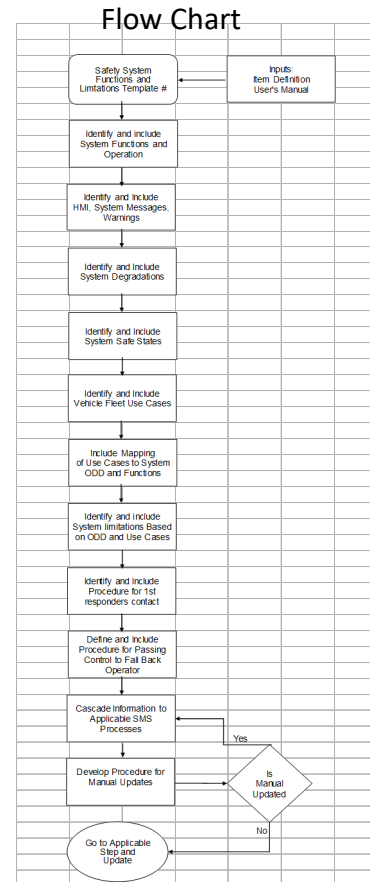 Flow Chart
Safety System
Functions and
Limtations Template #
Inputs:
Item Definition
User's Manual
Identify and include
System Functions and
Operation
Identify and Include
HMI, System Messages,
Warnings
Identify and Include
System Degradations
Identify and Include
System Safe States
Identify and Include
Vehicle Fleet Use Cases
Include Mapping
of Use Cases to System
ODD and Functions
Identify and include
System limitations Based
on ODD and Use Cases
Identify and Include
Procedure for 1st
responders contact
Define and Include
Procedure for Passing
Control to Fall Back
Operator
Cascade Information to
Applicable SMS
Processes
Yes
Develop Procedure for
Manual Updates
Is
Manual
Updated
No
Go to Applicable
Step and
Update